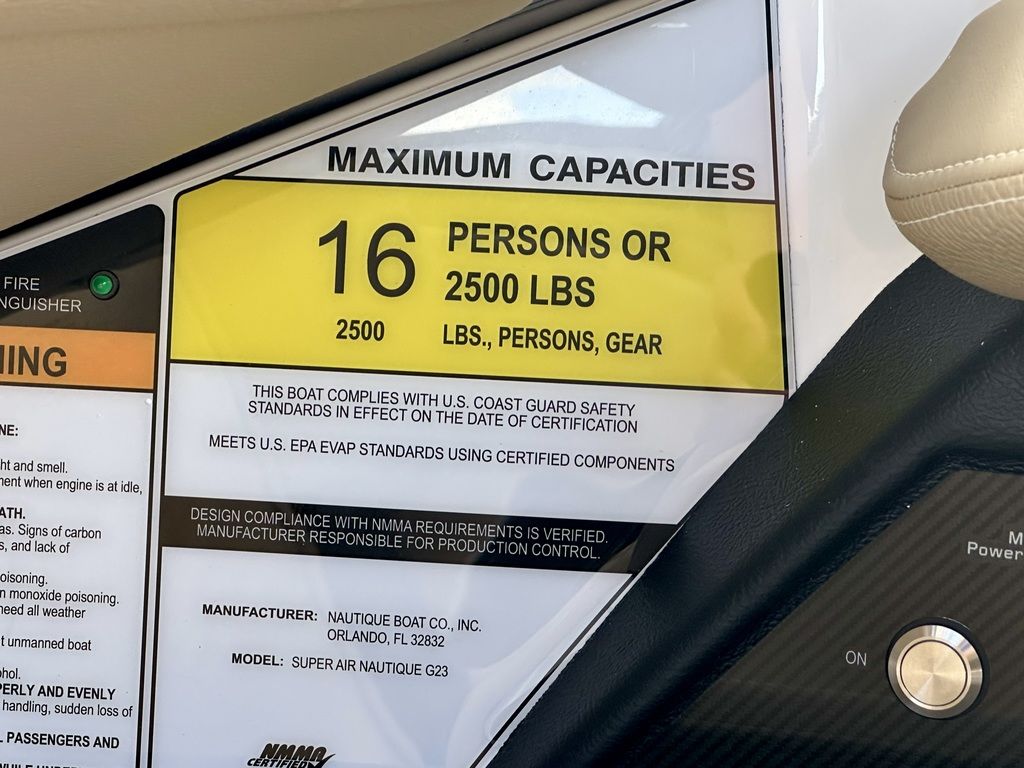 MAXIMUM CAPACITIES
16 PERSONS OR
2500 LBS
2500 LBS., PERSONS, GEAR
THIS BOAT COMPLIES WITH U.S. COAST GUARD SAFETY
STANDARDS IN EFFECT ON THE DATE OF CERTIFICATION
MEETS U.S. EPA EVAP STANDARDS USING CERTIFIED COMPONENTS
DESIGN COMPLIANCE WITH NMMA REQUIREMENTS IS VERIFIED.
MANUFACTURER RESPONSIBLE FOR PRODUCTION CONTROL.
MANUFACTURER: NAUTIQUE BOAT CO., INC.
ORLANDO, FL 32832
MODEL: SUPER AIR NAUTIQUE G23
NMMA
CERTIFIED
FIRE
NGUISHER
ING
NE:
ht and smell.
ment when engine is at idle,
ATH.
as. Signs of carbon
s, and lack of
oisoning.
n monoxide poisoning.
need all weather
t unmanned boat
ohol.
PERLY AND EVENLY
handling, sudden loss of
PASSENGERS AND
M
Power
ON